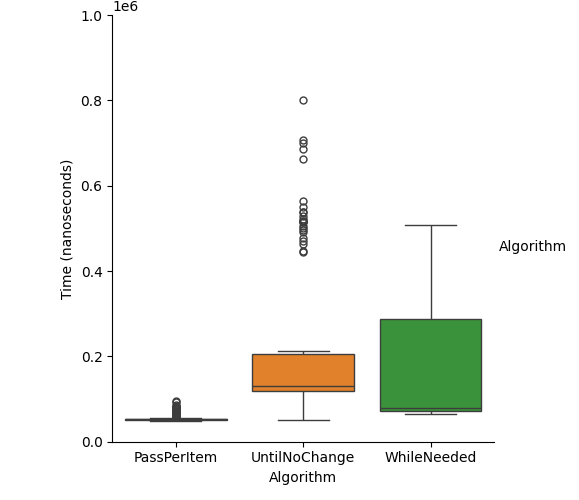 1e6
1.0
0.8
0.6
0.4
0.2
0.0
Time (nanoseconds)
PassPerItem
UntilNoChange
WhileNeeded
Algorithm
Algorithm